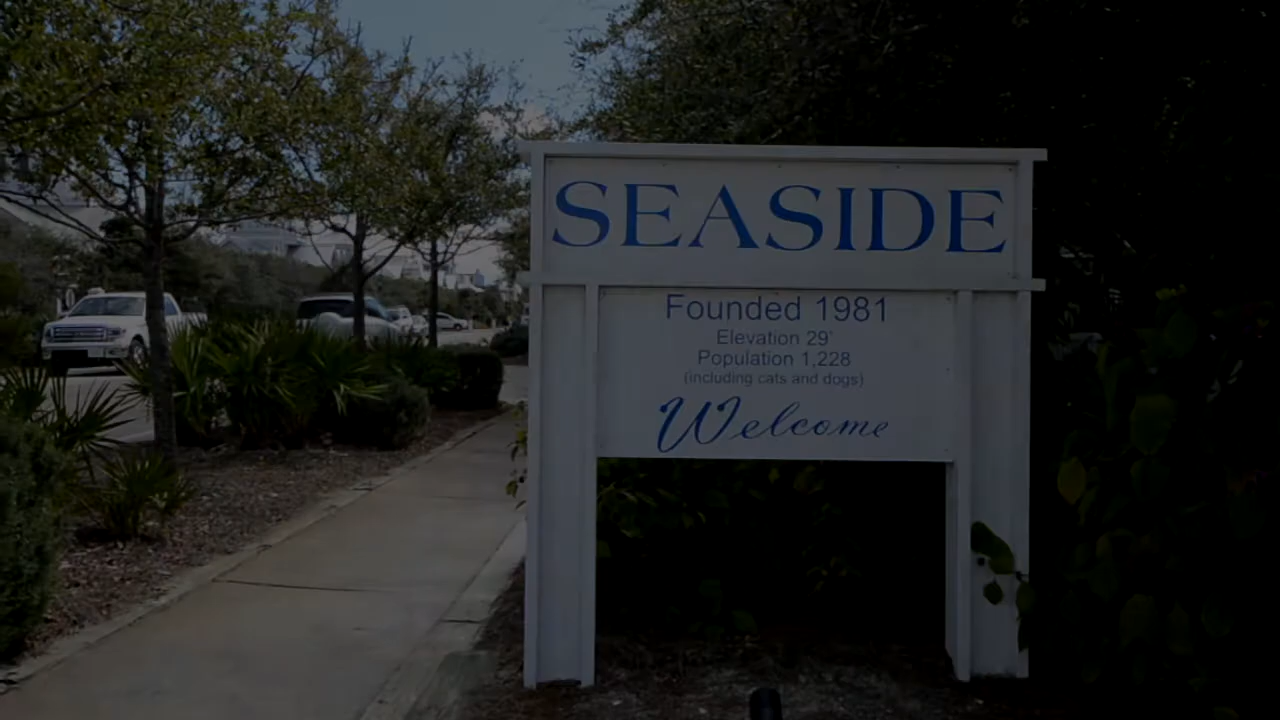 SEASIDE
Founded 1981
Elevation 29'
Population 1,228
(including cats and dogs)
Welcome